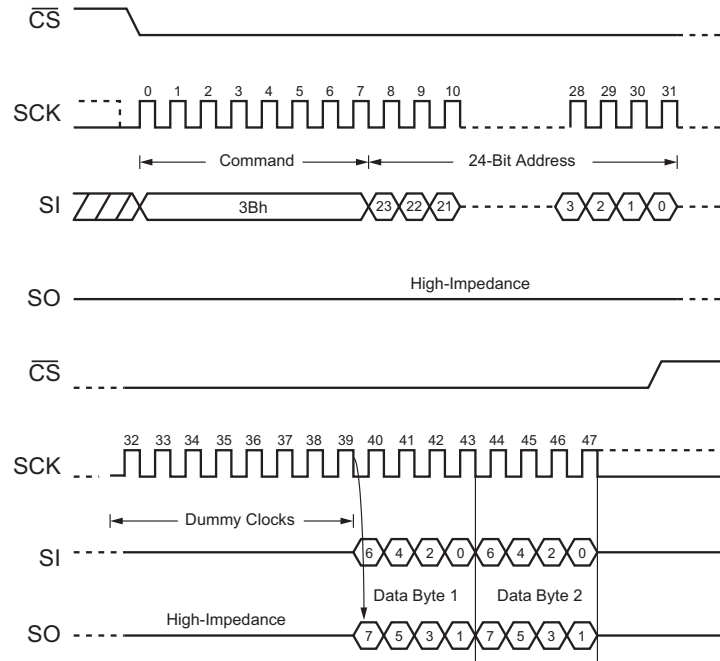 CS
SCK 0 1 2 3 4 5 6 7 8 9 10 28 29 30 31
Command 24-Bit Address
SI 3Bh 23 22 21 3 2 1 0
High-Impedance
SO
CS
SCK 32 33 34 35 36 37 38 39 40 41 42 43 44 45 46 47
Dummy Clocks
SI 6 4 2 0 6 4 2 0
Data Byte 1 Data Byte 2
High-Impedance
SO 7 5 3 1 7 5 3 1